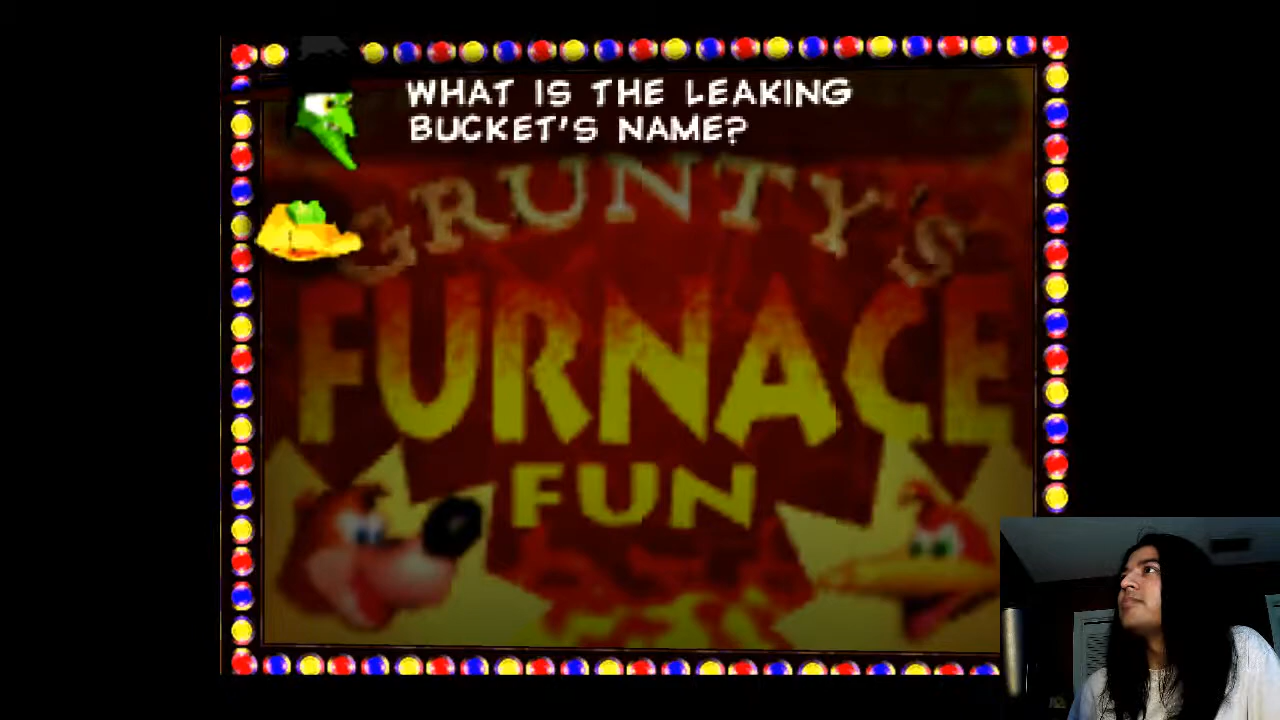 WHAT IS THE LEAKING
BUCKET'S NAME?
GRUNTY'S
FURNACE
FUN